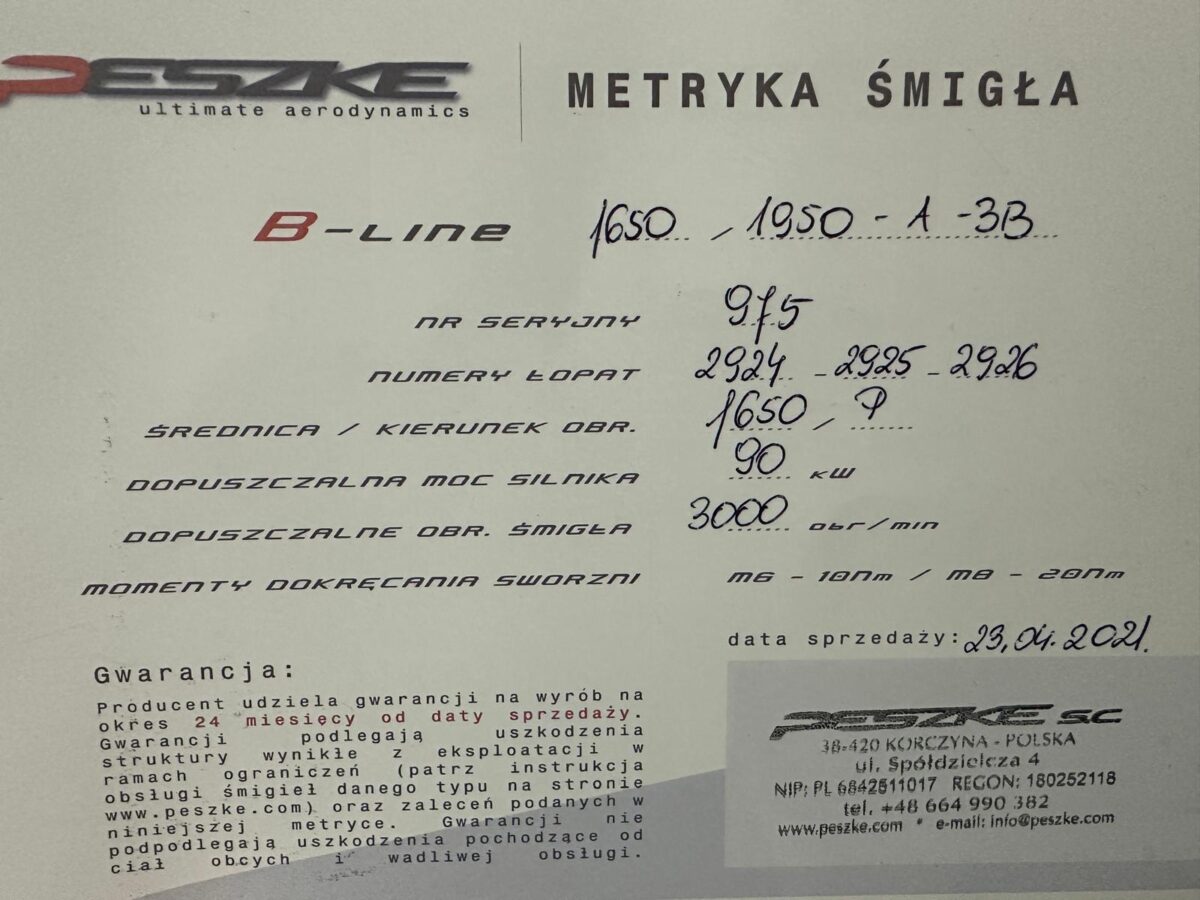 PESZKE
ultimate aerodynamics
METRYKA ŚMIGŁA
B-LINE 1650 / 1950 - A - 3B
NR SERYJNY 975
NUMERY ŁOPAT 2924 - 2925 - 2926
ŚREDNICA / KIERUNEK OBR. 1650 / P
DOPUSZCZALNA MOC SILNIKA 90 kW
DOPUSZCZALNE OBR. ŚMIGŁA 3000 obr/min
MOMENTY DOKRĘCANIA SWORZNI M6 - 10Nm / M8 - 20Nm
data sprzedaży: 23.04.2021.
Gwarancja:
Producent udziela gwarancji na wyrób na
okres 24 miesięcy od daty sprzedaży.
Gwarancji podlegają uszkodzenia
struktury wynikłe z eksploatacji w
ramach ograniczeń (patrz instrukcja
obsługi śmigieł danego typu na stronie
www.peszke.com) oraz zaleceń podanych w
niniejszej metryce. Gwarancji nie
podpodlegają uszkodzenia pochodzące od
ciał obcych i wadliwej obsługi.
PESZKE S.C
38-420 KORCZYNA - POLSKA
ul. Spółdzielcza 4
NIP: PL 6842511017 REGON: 180252118
tel. +48 664 990 382
www.peszke.com * e-mail: info@peszke.com